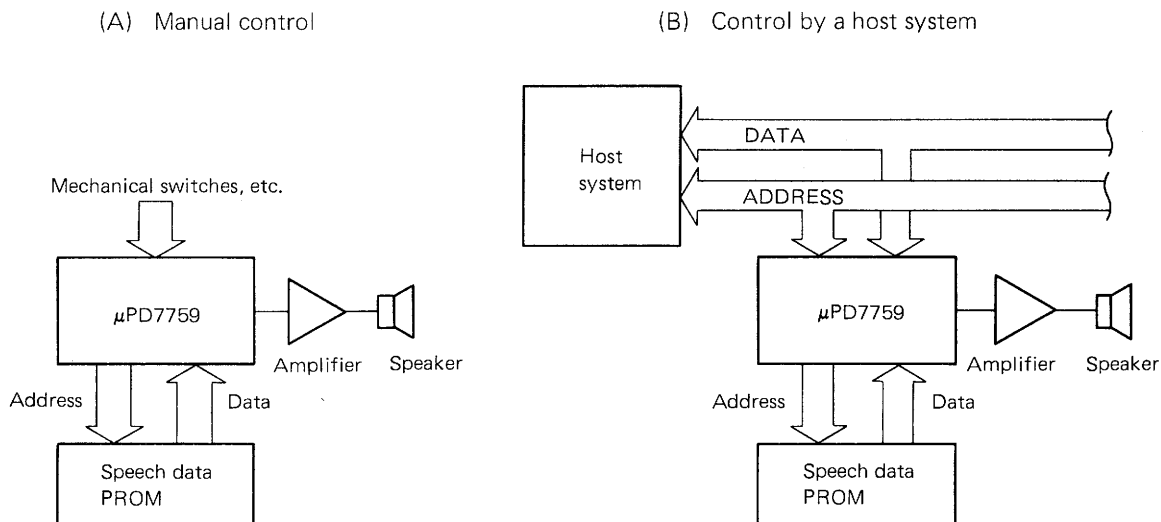 (A) Manual control
Mechanical switches, etc.
μPD7759
Amplifier
Speaker
Address
Data
Speech data
PROM
(B) Control by a host system
Host
system
DATA
ADDRESS
μPD7759
Amplifier
Speaker
Address
Data
Speech data
PROM